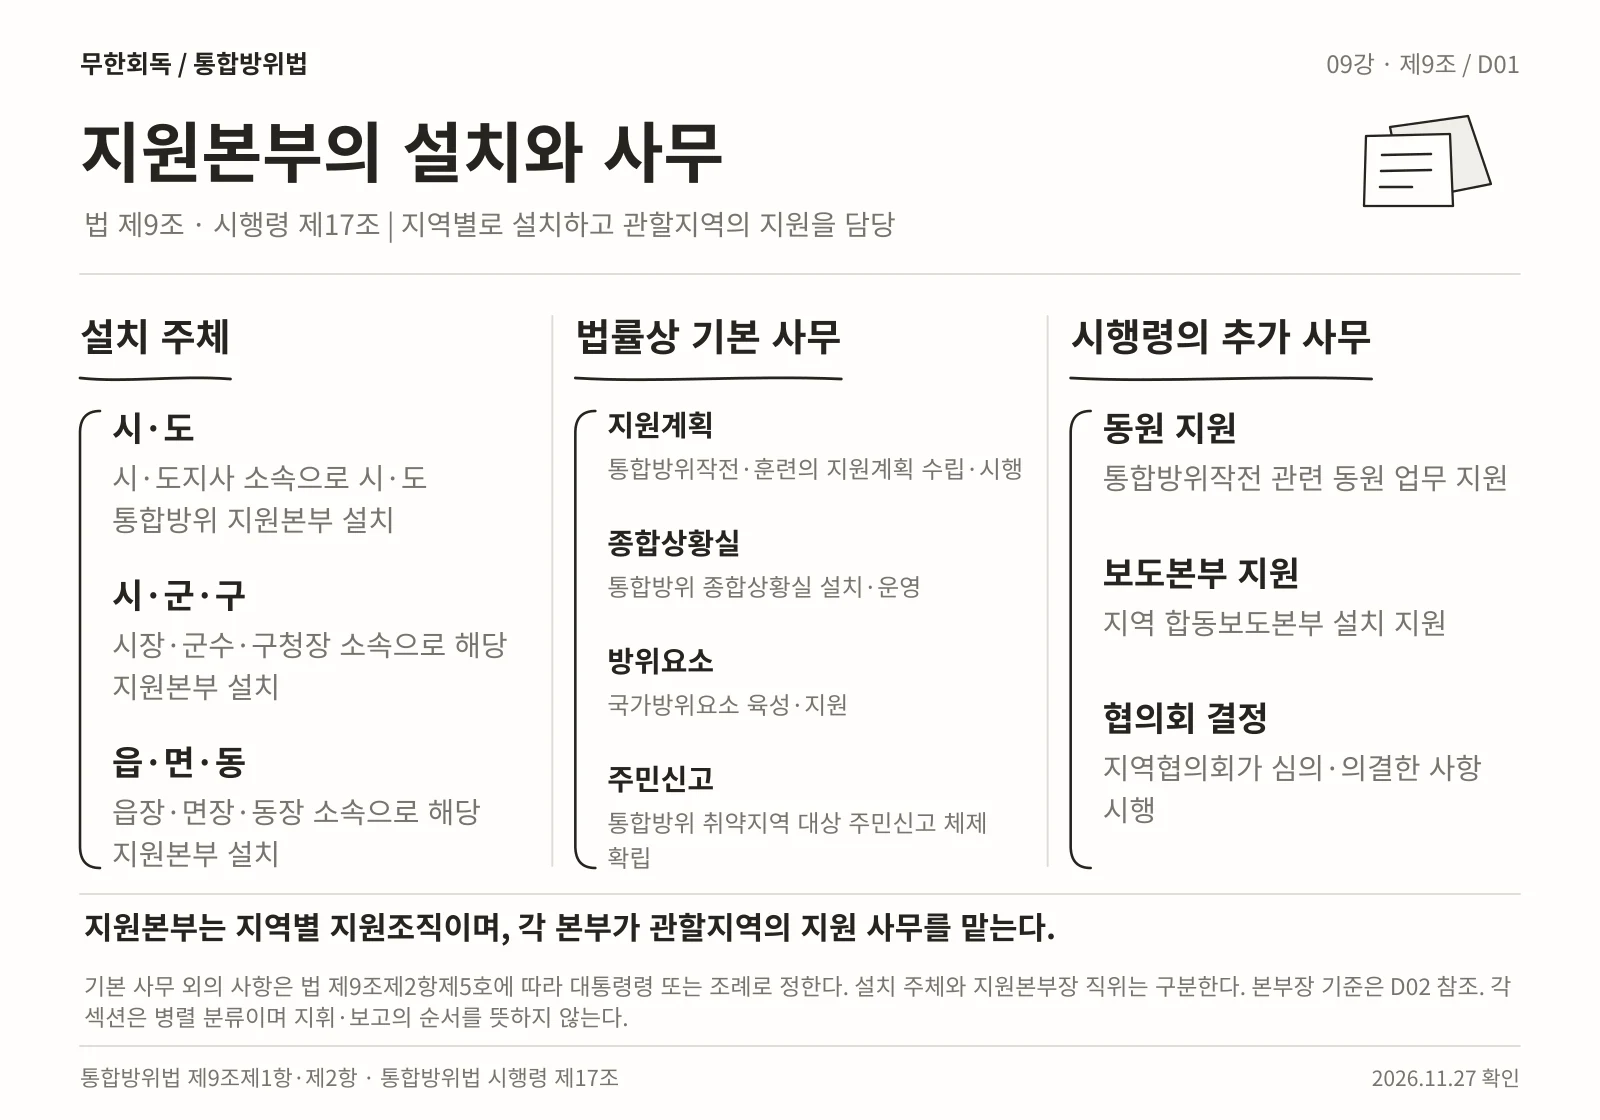 무한회독 / 통합방위법
09강 · 제9조 / D01
지원본부의 설치와 사무
법 제9조 · 시행령 제17조 | 지역별로 설치하고 관할지역의 지원을 담당
설치 주체
시·도
시·도지사 소속으로 시·도
통합방위 지원본부 설치
시·군·구
시장·군수·구청장 소속으로 해당
지원본부 설치
읍·면·동
읍장·면장·동장 소속으로 해당
지원본부 설치
법률상 기본 사무
지원계획
통합방위작전·훈련의 지원계획 수립·시행
종합상황실
통합방위 종합상황실 설치·운영
방위요소
국가방위요소 육성·지원
주민신고
통합방위 취약지역 대상 주민신고 체제
확립
시행령의 추가 사무
동원 지원
통합방위작전 관련 동원 업무 지원
보도본부 지원
지역 합동보도본부 설치 지원
협의회 결정
지역협의회가 심의·의결한 사항
시행
지원본부는 지역별 지원조직이며, 각 본부가 관할지역의 지원 사무를 맡는다.
기본 사무 외의 사항은 법 제9조제2항제5호에 따라 대통령령 또는 조례로 정한다. 설치 주체와 지원본부장 직위는 구분한다. 본부장 기준은 D02 참조. 각
섹션은 병렬 분류이며 지휘·보고의 순서를 뜻하지 않는다.
통합방위법 제9조제1항·제2항 · 통합방위법 시행령 제17조
2026.11.27 확인